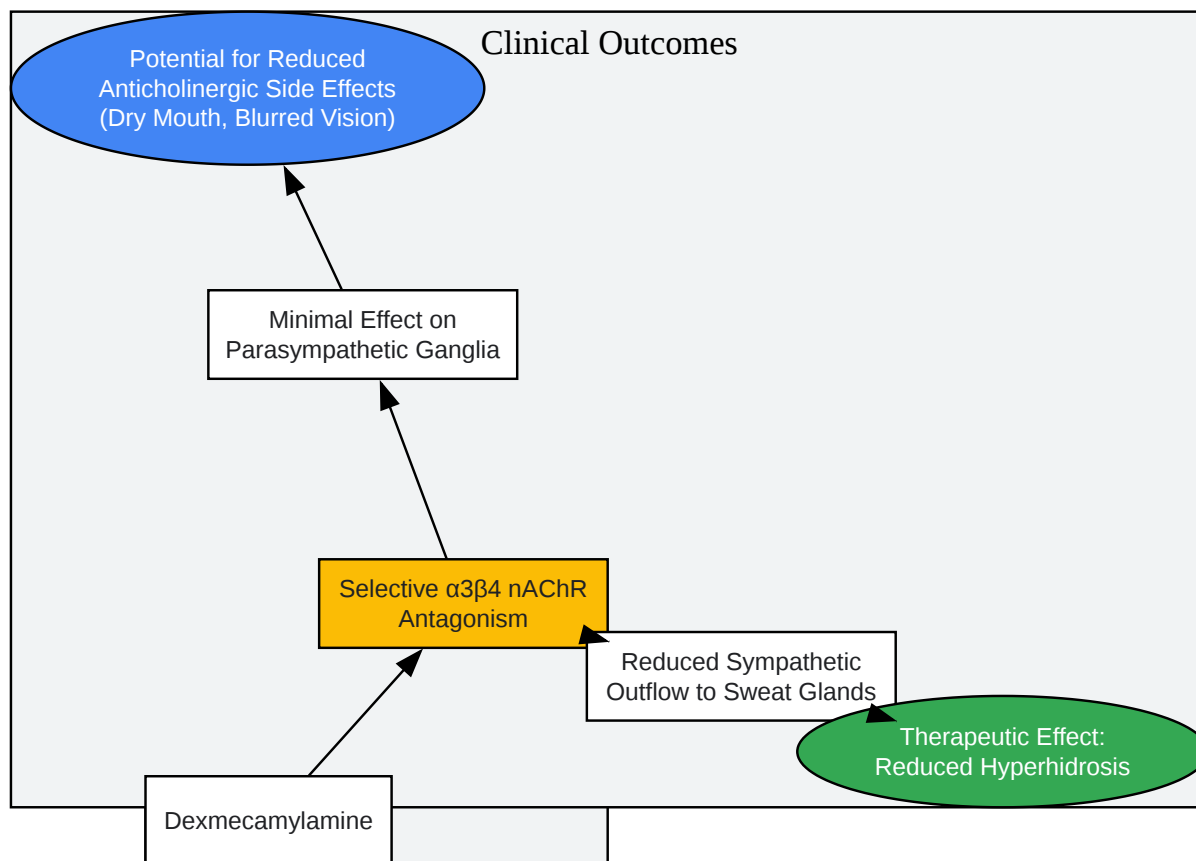 Clinical Outcomes
Potential for Reduced
Anticholinergic Side Effects
(Dry Mouth, Blurred Vision)
Minimal Effect on
Parasympathetic Ganglia
Selective α3β4 nAChR
Antagonism
Reduced Sympathetic
Outflow to Sweat Glands
Therapeutic Effect:
Reduced Hyperhidrosis
Dexmecamylamine